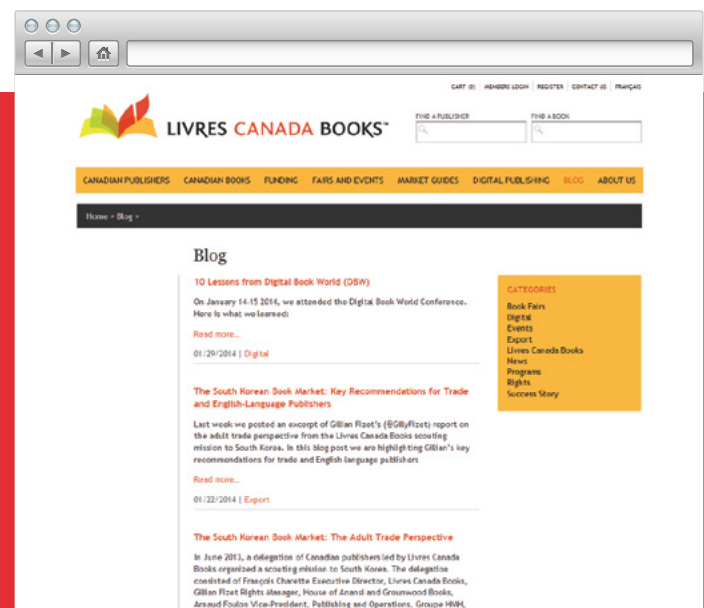 CART (0) | MEMBERS LOGIN | REGISTER | CONTACT US | FRANÇAIS
LIVRES CANADA BOOKS™
FIND A PUBLISHER
FIND A BOOK
CANADIAN PUBLISHERS CANADIAN BOOKS FUNDING FAIRS AND EVENTS MARKET GUIDES DIGITAL PUBLISHING BLOG ABOUT US
Home » Blog »
Blog
10 Lessons from Digital Book World (DBW)
On January 14-15 2014, we attended the Digital Book World Conference.
Here is what we learned:
Read more...
01/29/2014 | Digital
The South Korean Book Market: Key Recommendations for Trade
and English-Language Publishers
Last week we posted an excerpt of Gillian Fizet's (@GillyFizet) report on
the adult trade perspective from the Livres Canada Books scouting
mission to South Korea. In this blog post we are highlighting Gillian's key
recommendations for trade and English-language publishers
Read more...
01/22/2014 | Export
The South Korean Book Market: The Adult Trade Perspective
In June 2013, a delegation of Canadian publishers led by Livres Canada
Books organized a scouting mission to South Korea. The delegation
consisted of François Charette Executive Director, Livres Canada Books,
Gillian Fizet Rights Manager, House of Anansi and Groundwood Books,
Arnaud Foulon Vice-President, Publishing and Operations, Groupe HMH,
CATEGORIES
Book Fairs
Digital
Events
Export
Livres Canada Books
News
Programs
Rights
Success Story